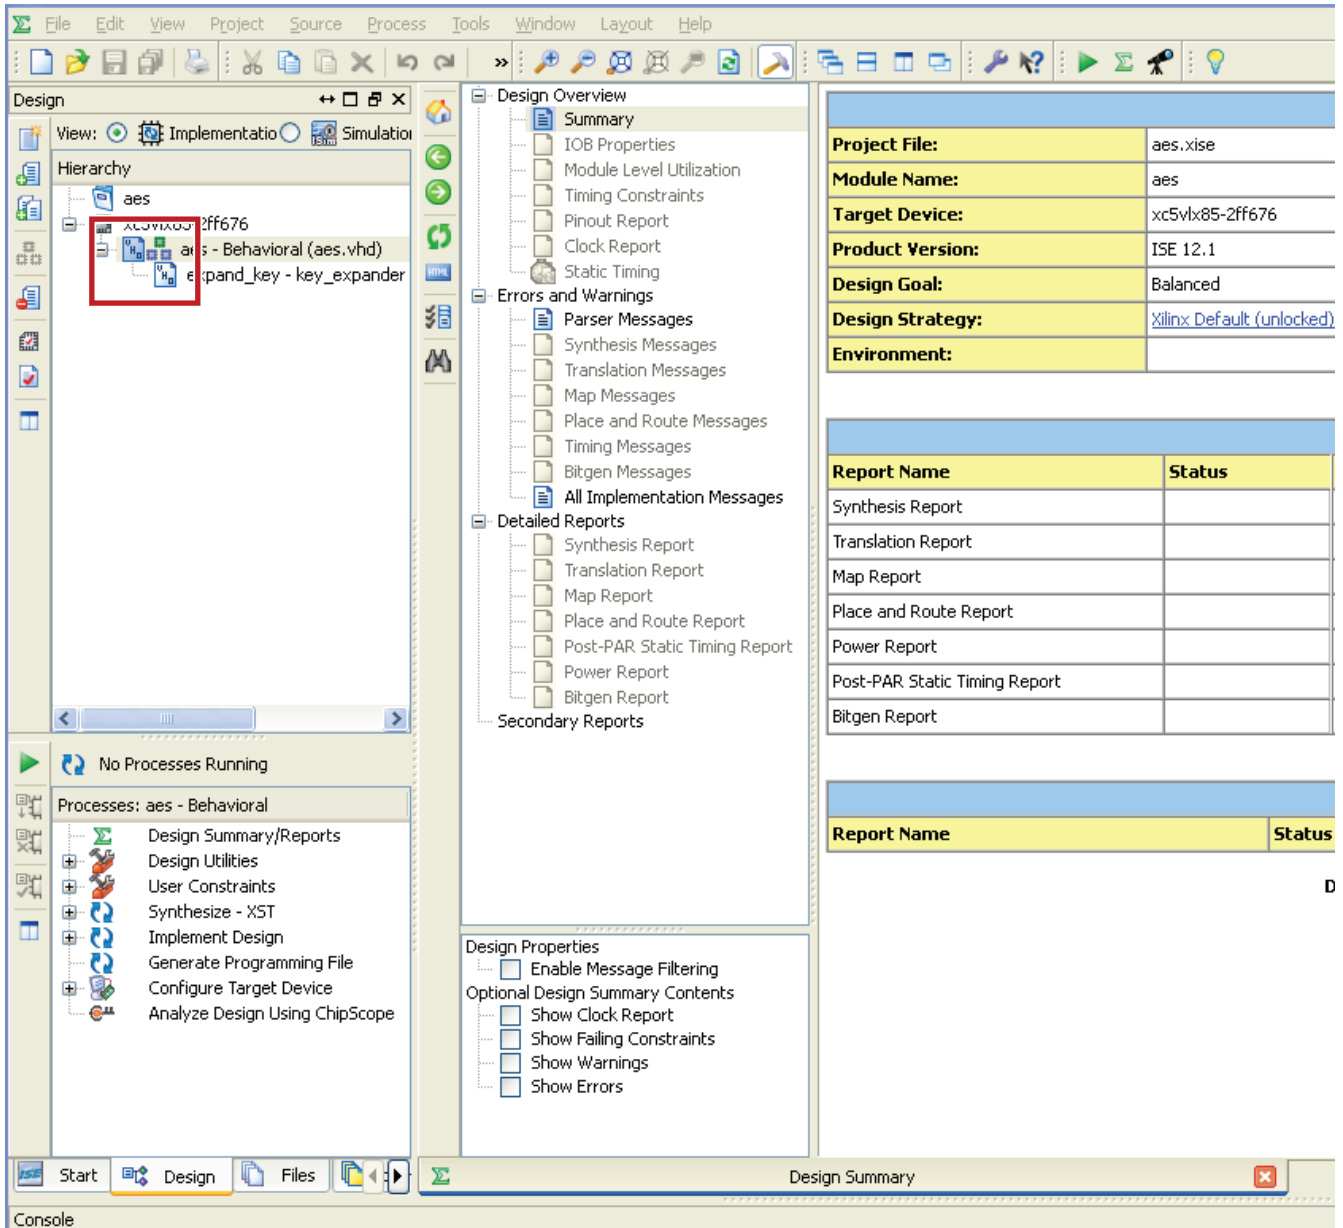 File Edit View Project Source Process Tools Window Layout Help
Design
View: Implementatio Simulation
Hierarchy
aes
xc5vlx85-2ff676
aes - Behavioral (aes.vhd)
expand_key - key_expander
No Processes Running
Processes: aes - Behavioral
Design Summary/Reports
Design Utilities
User Constraints
Synthesize - XST
Implement Design
Generate Programming File
Configure Target Device
Analyze Design Using ChipScope
Start Design Files
Design Overview
Summary
IOB Properties
Module Level Utilization
Timing Constraints
Pinout Report
Clock Report
Static Timing
Errors and Warnings
Parser Messages
Synthesis Messages
Translation Messages
Map Messages
Place and Route Messages
Timing Messages
Bitgen Messages
All Implementation Messages
Detailed Reports
Synthesis Report
Translation Report
Map Report
Place and Route Report
Post-PAR Static Timing Report
Power Report
Bitgen Report
Secondary Reports
Design Properties
Enable Message Filtering
Optional Design Summary Contents
Show Clock Report
Show Failing Constraints
Show Warnings
Show Errors
Project File: aes.xise
Module Name: aes
Target Device: xc5vlx85-2ff676
Product Version: ISE 12.1
Design Goal: Balanced
Design Strategy: Xilinx Default (unlocked)
Environment:
Report Name Status
Synthesis Report
Translation Report
Map Report
Place and Route Report
Power Report
Post-PAR Static Timing Report
Bitgen Report
Report Name Status
D
Design Summary
Console